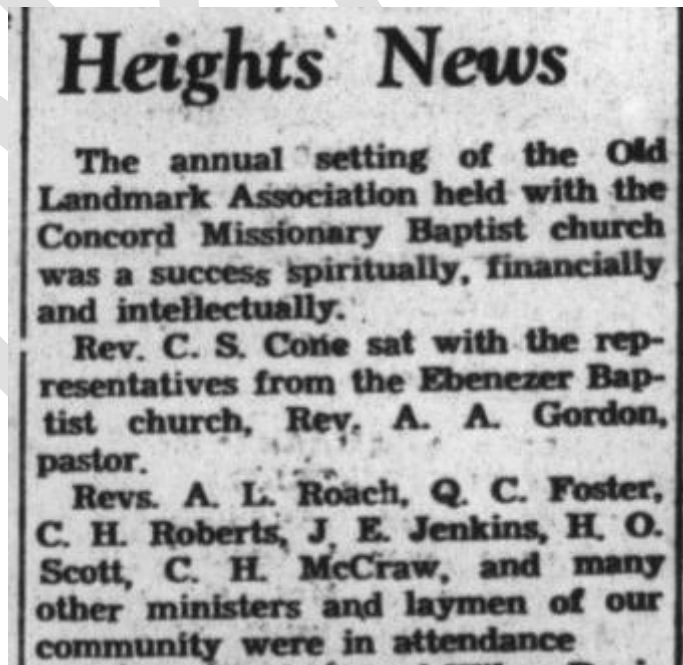 Heights News
The annual setting of the Old
Landmark Association held with the
Concord Missionary Baptist church
was a success spiritually, financially
and intellectually.
Rev. C. S. Cone sat with the rep-
resentatives from the Ebenezer Bap-
tist church, Rev. A. A. Gordon,
pastor.
Revs. A. L. Roach, Q. C. Foster,
C. H. Roberts, J. E. Jenkins, H. O.
Scott, C. H. McCraw, and many
other ministers and laymen of our
community were in attendance